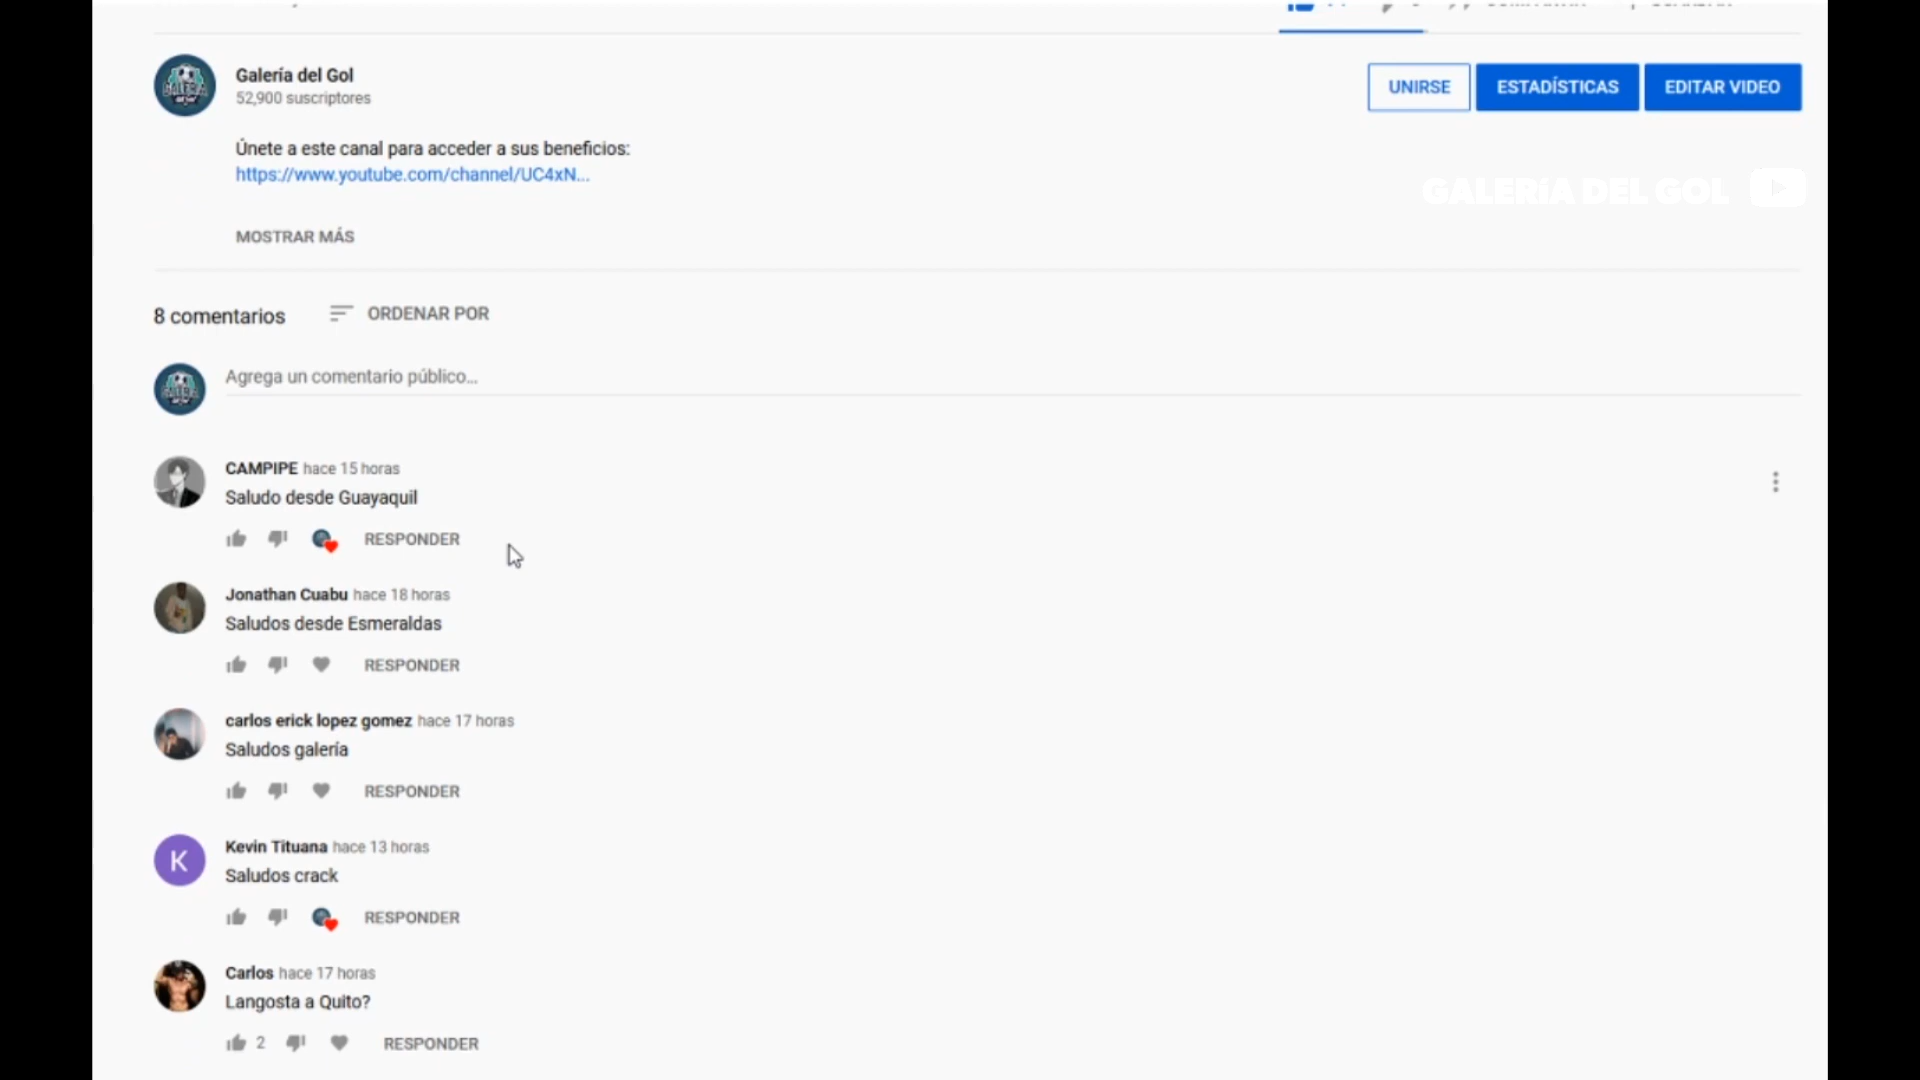 Galería del Gol
52,900 suscriptores
UNIRSE
ESTADÍSTICAS
EDITAR VIDEO
Únete a este canal para acceder a sus beneficios:
https://www.youtube.com/channel/UC4xN...
GALERÍA DEL GOL
MOSTRAR MÁS
8 comentarios
ORDENAR POR
Agrega un comentario público...
CAMPIPE hace 15 horas
Saludo desde Guayaquil
RESPONDER
Jonathan Cuabu hace 18 horas
Saludos desde Esmeraldas
RESPONDER
carlos erick lopez gomez hace 17 horas
Saludos galería
RESPONDER
K
Kevin Tituana hace 13 horas
Saludos crack
RESPONDER
Carlos hace 17 horas
Langosta a Quito?
2
RESPONDER